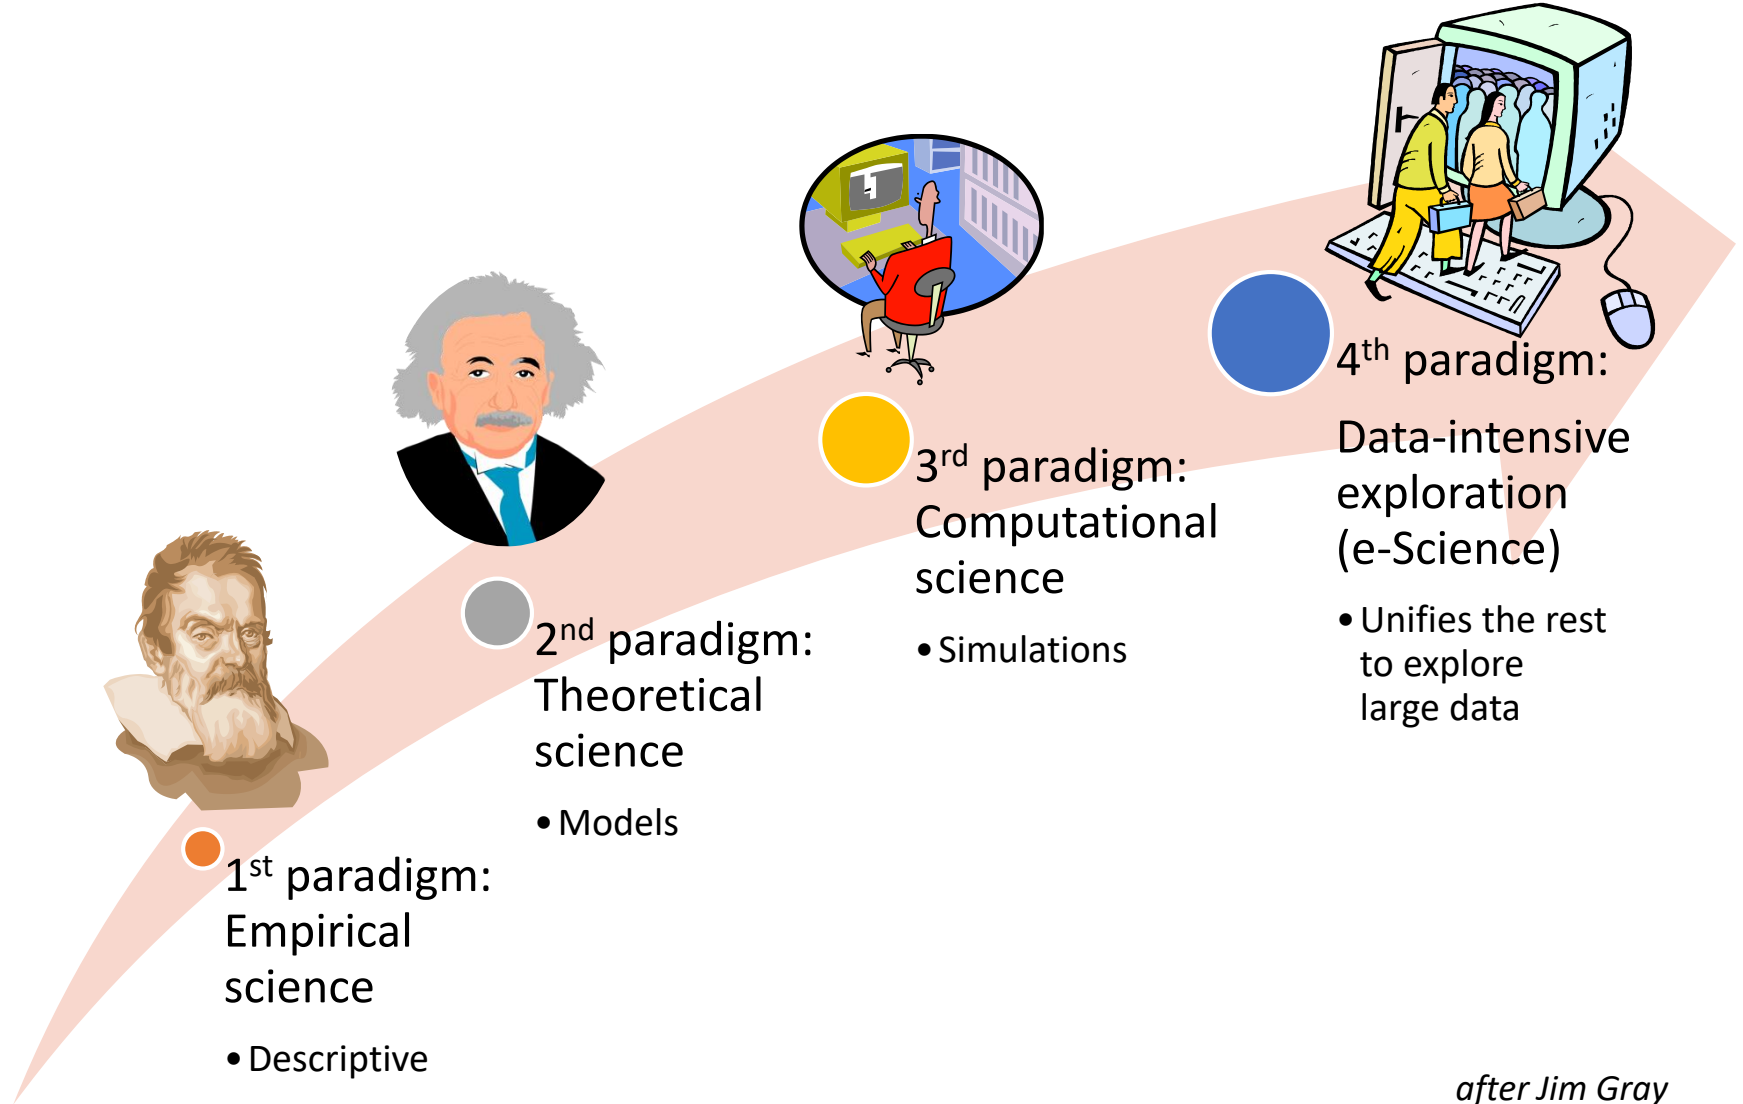 1st paradigm:
Empirical
science
• Descriptive
2nd paradigm:
Theoretical
science
• Models
3rd paradigm:
Computational
science
• Simulations
4th paradigm:
Data-intensive
exploration
(e-Science)
• Unifies the rest
to explore
large data
after Jim Gray